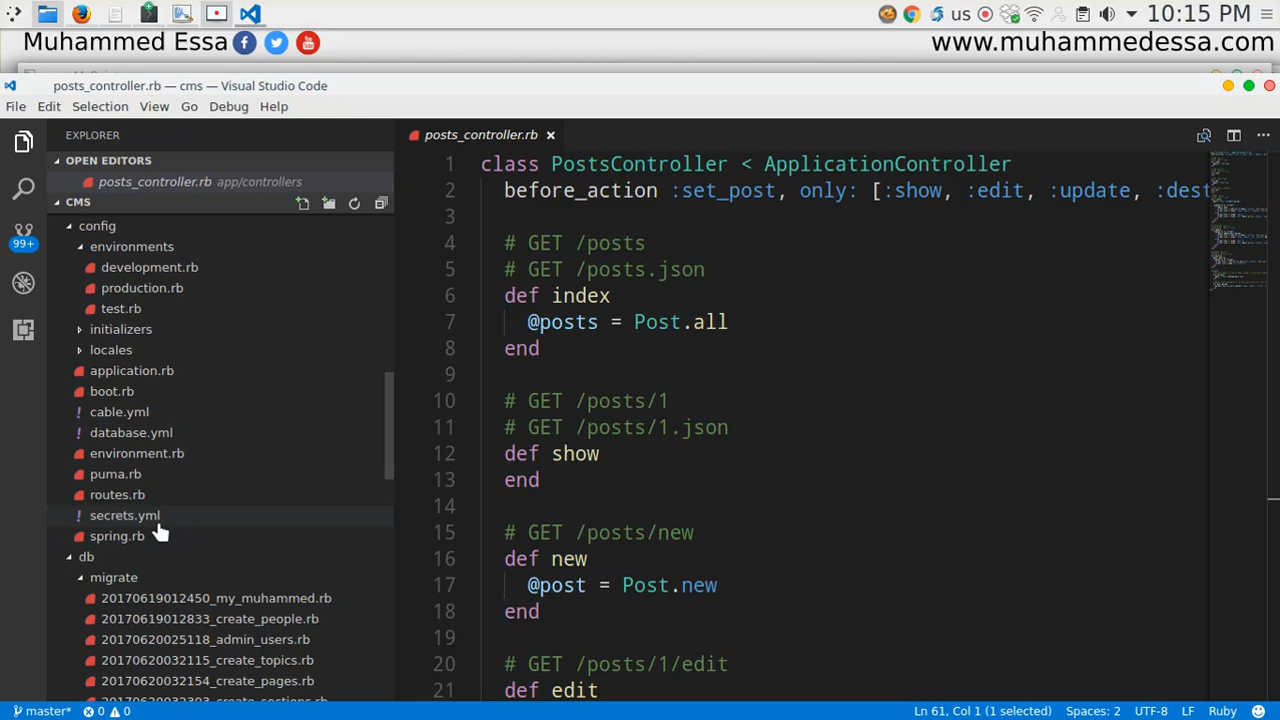 us 10:15 PM
Muhammed Essa
www.muhammedessa.com
posts_controller.rb — cms — Visual Studio Code
File Edit Selection View Go Debug Help
EXPLORER
OPEN EDITORS
posts_controller.rb app/controllers
CMS
config
environments
development.rb
production.rb
test.rb
initializers
locales
application.rb
boot.rb
! cable.yml
! database.yml
environment.rb
puma.rb
routes.rb
! secrets.yml
spring.rb
db
migrate
20170619012450_my_muhammed.rb
20170619012833_create_people.rb
20170620025118_admin_users.rb
20170620032115_create_topics.rb
20170620032154_create_pages.rb
20170620032303_create_sections.rb
99+
posts_controller.rb
1 class PostsController < ApplicationController
2 before_action :set_post, only: [:show, :edit, :update, :dest
3
4 # GET /posts
5 # GET /posts.json
6 def index
7 @posts = Post.all
8 end
9
10 # GET /posts/1
11 # GET /posts/1.json
12 def show
13 end
14
15 # GET /posts/new
16 def new
17 @post = Post.new
18 end
19
20 # GET /posts/1/edit
21 def edit
master* 0 0 Ln 61, Col 1 (1 selected) Spaces: 2 UTF-8 LF Ruby